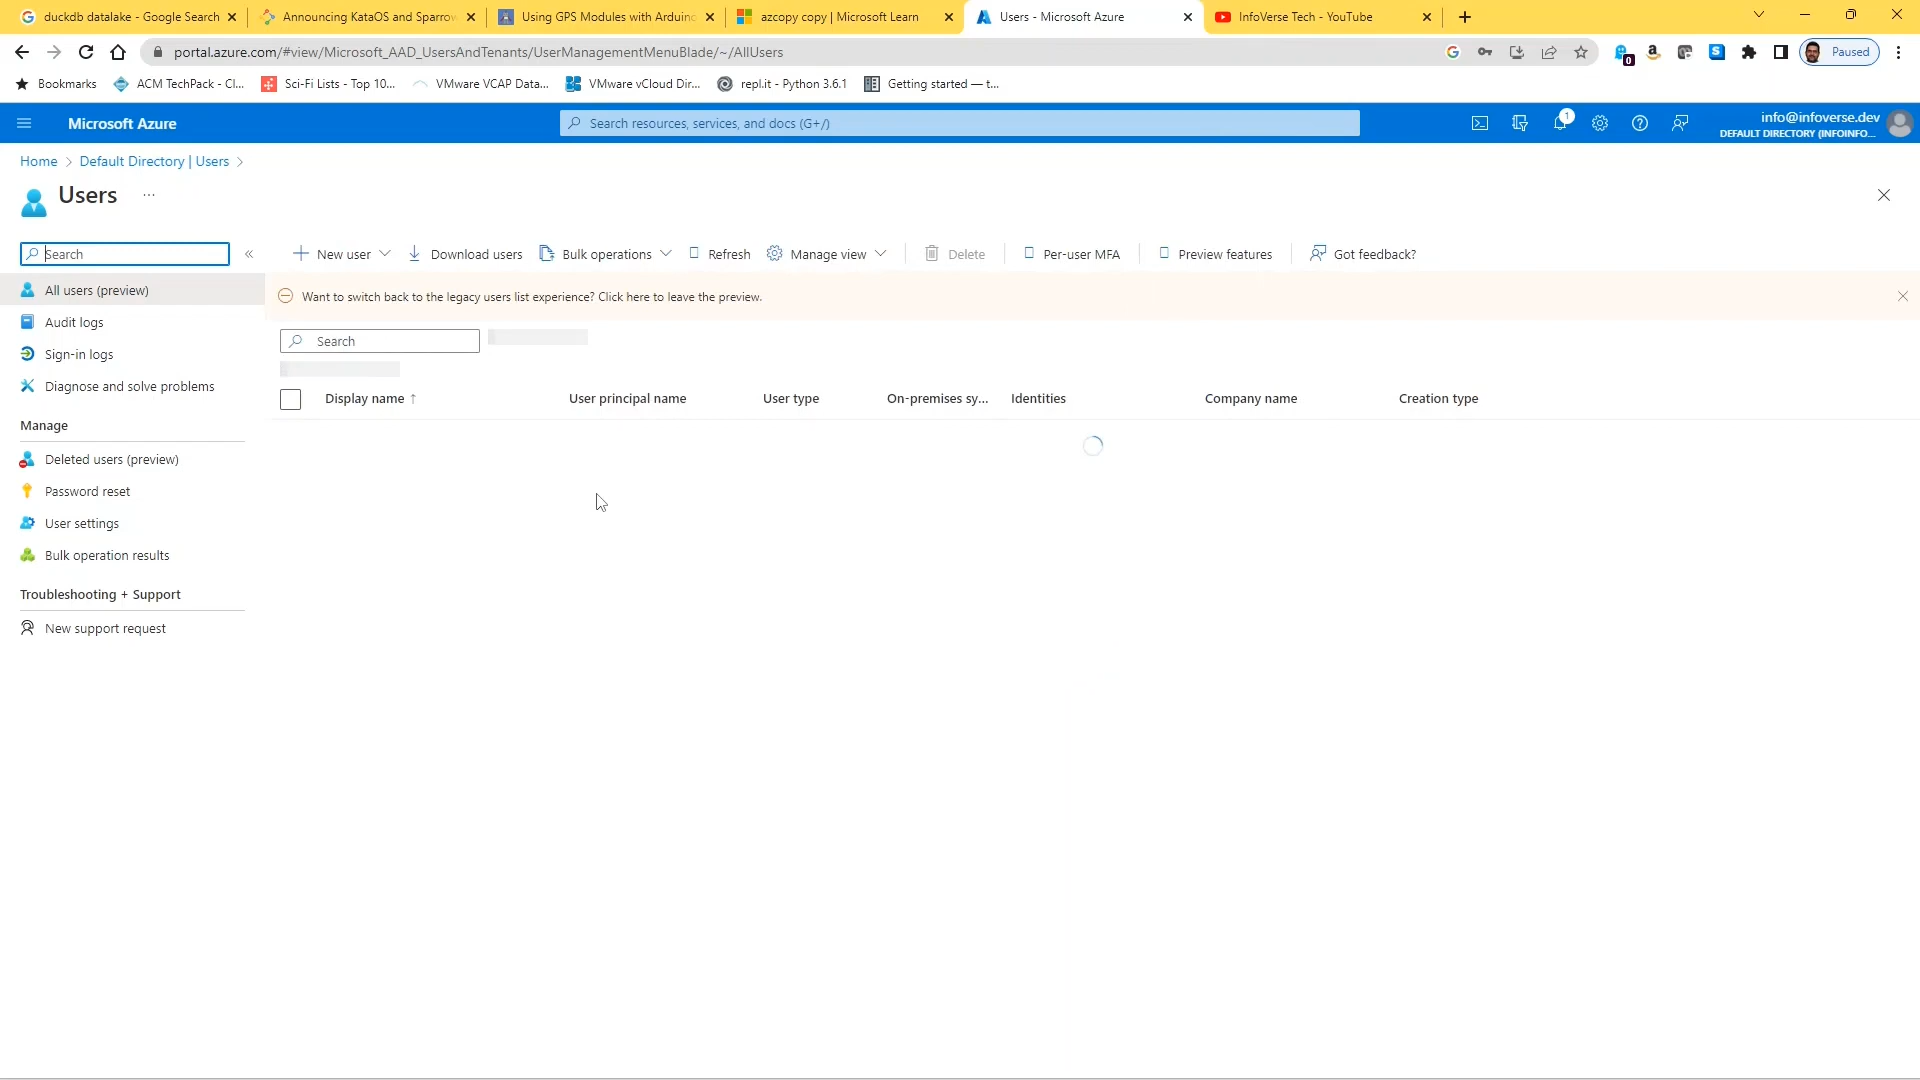 duckdb datalake - Google Search
Announcing KataOS and Sparrow
Using GPS Modules with Arduino
azcopy copy | Microsoft Learn
Users - Microsoft Azure
InfoVerse Tech - YouTube
portal.azure.com/#view/Microsoft_AAD_UsersAndTenants/UserManagementMenuBlade/~/AllUsers
0
Paused
Bookmarks
ACM TechPack - Cl...
Sci-Fi Lists - Top 10...
VMware VCAP Data...
VMware vCloud Dir...
repl.it - Python 3.6.1
Getting started — t...
Microsoft Azure
Search resources, services, and docs (G+/)
1
info@infoverse.dev
DEFAULT DIRECTORY (INFOINFO...
Home > Default Directory | Users >
Users ...
Search
«
New user
Download users
Bulk operations
Refresh
Manage view
Delete
Per-user MFA
Preview features
Got feedback?
All users (preview)
Audit logs
Sign-in logs
Diagnose and solve problems
Manage
Deleted users (preview)
Password reset
User settings
Bulk operation results
Troubleshooting + Support
New support request
Want to switch back to the legacy users list experience? Click here to leave the preview.
Search
Display name ↑
User principal name
User type
On-premises sy...
Identities
Company name
Creation type